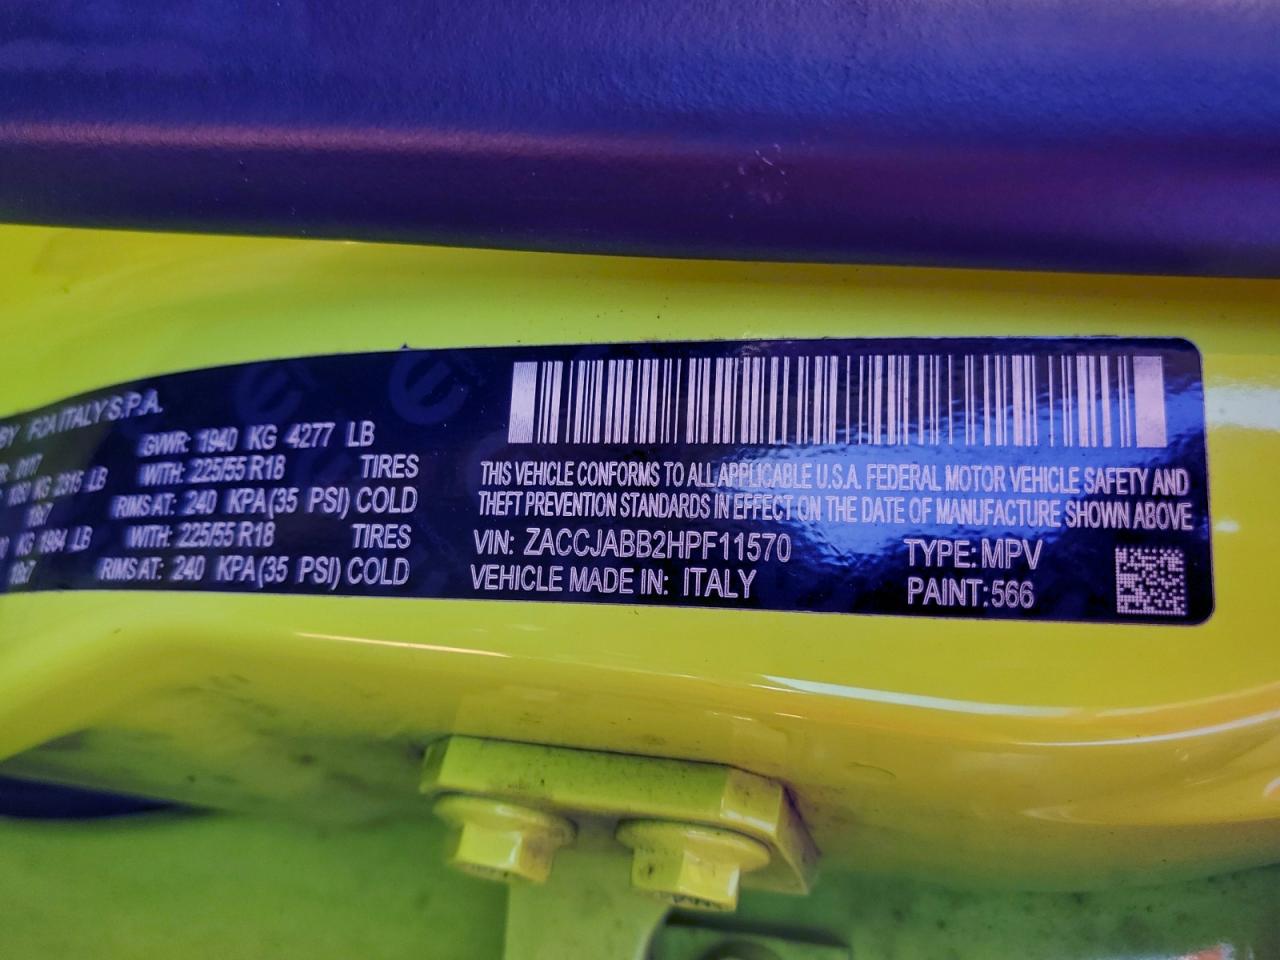 BY FCA ITALY S.P.A.
GVWR: 1940 KG 4277 LB
WITH: 225/55 R18 TIRES
RIMS AT: 240 KPA(35 PSI) COLD
KG 1984 LB
WITH: 225/55 R18 TIRES
RIMS AT: 240 KPA(35 PSI) COLD
THIS VEHICLE CONFORMS TO ALL APPLICABLE U.S.A. FEDERAL MOTOR VEHICLE SAFETY AND
THEFT PREVENTION STANDARDS IN EFFECT ON THE DATE OF MANUFACTURE SHOWN ABOVE
VIN: ZACCJABB2HPF11570 TYPE: MPV
VEHICLE MADE IN: ITALY PAINT: 566